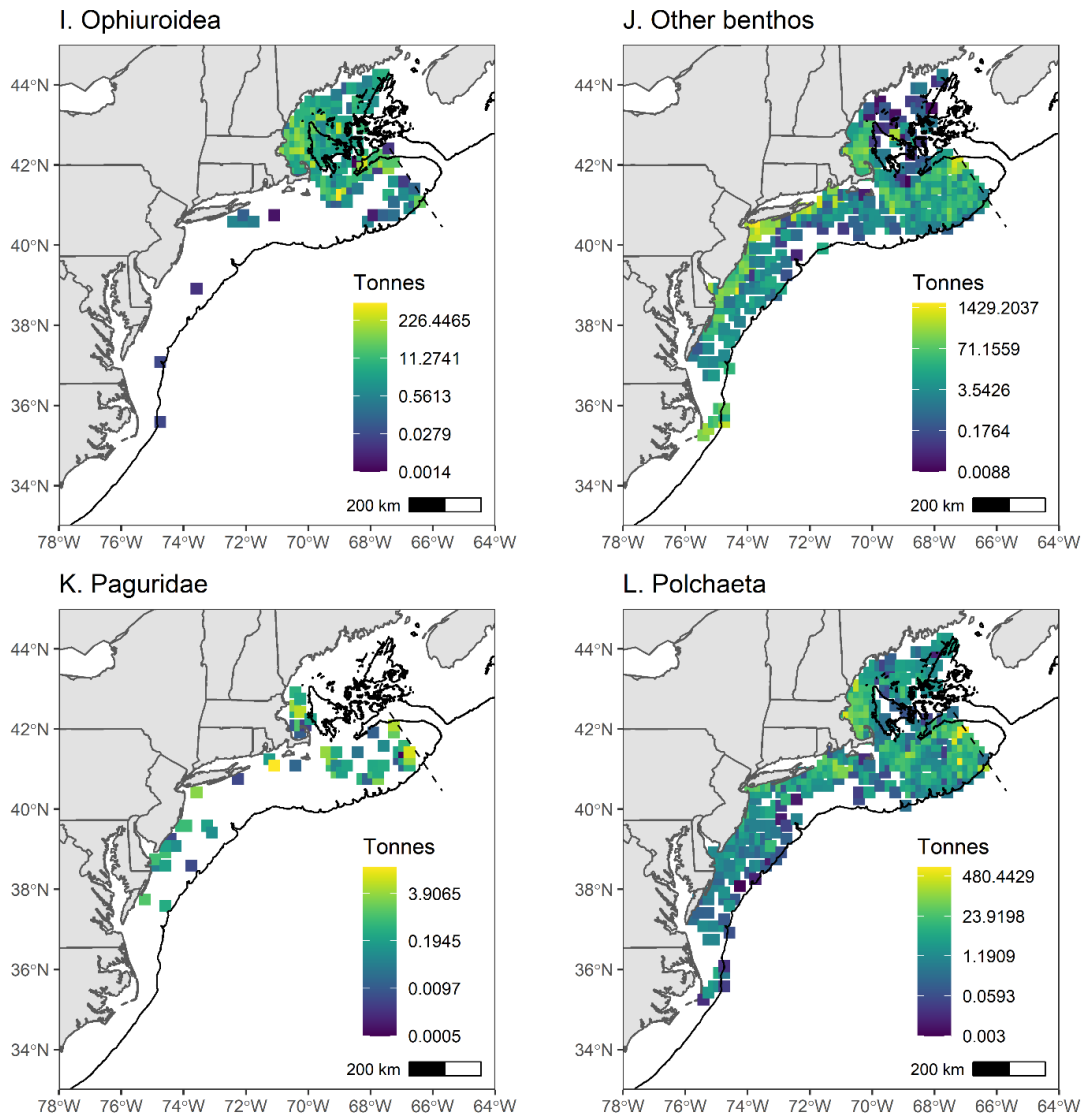 I. Ophiuroidea
44°N
42°N
40°N
38°N
36°N
34°N
78°W 76°W 74°W 72°W 70°W 68°W 66°W 64°W
Tonnes
226.4465
11.2741
0.5613
0.0279
0.0014
200 km
J. Other benthos
44°N
42°N
40°N
38°N
36°N
34°N
78°W 76°W 74°W 72°W 70°W 68°W 66°W 64°W
Tonnes
1429.2037
71.1559
3.5426
0.1764
0.0088
200 km
K. Paguridae
44°N
42°N
40°N
38°N
36°N
34°N
78°W 76°W 74°W 72°W 70°W 68°W 66°W 64°W
Tonnes
3.9065
0.1945
0.0097
0.0005
200 km
L. Polchaeta
44°N
42°N
40°N
38°N
36°N
34°N
78°W 76°W 74°W 72°W 70°W 68°W 66°W 64°W
Tonnes
480.4429
23.9198
1.1909
0.0593
0.003
200 km